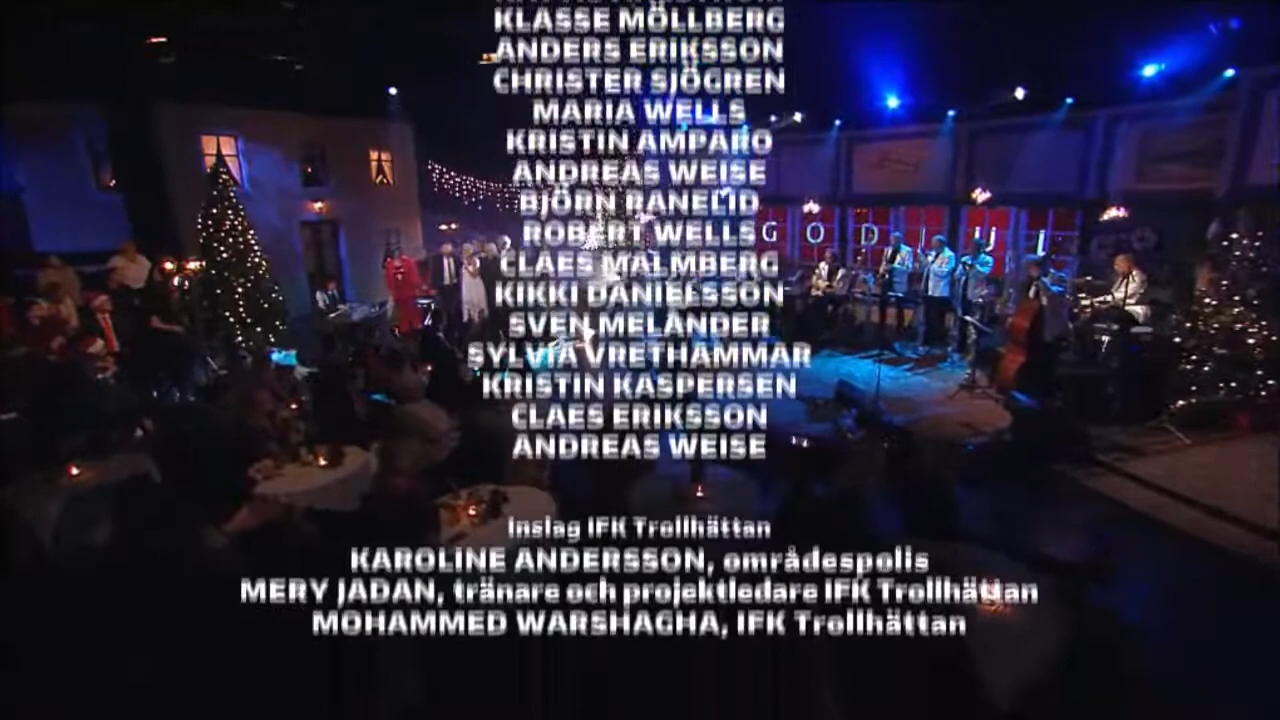 KLASSE MÖLLBERG
ANDERS ERIKSSON
CHRISTER SJÖGREN
MARIA WELLS
KRISTIN AMPARO
ANDREAS WEISE
BJÖRN RANELID
ROBERT WELLS
GOD JUL
CLAES MALMBERG
KIKKI DANIELSSON
SVEN MELANDER
SYLVIA VRETHAMMAR
KRISTIN KASPERSEN
CLAES ERIKSSON
ANDREAS WEISE
Inslag IFK Trollhättan
KAROLINE ANDERSSON, områdespolis
MERY JADAN, tränare och projektledare IFK Trollhättan
MOHAMMED WARSHAGHA, IFK Trollhättan